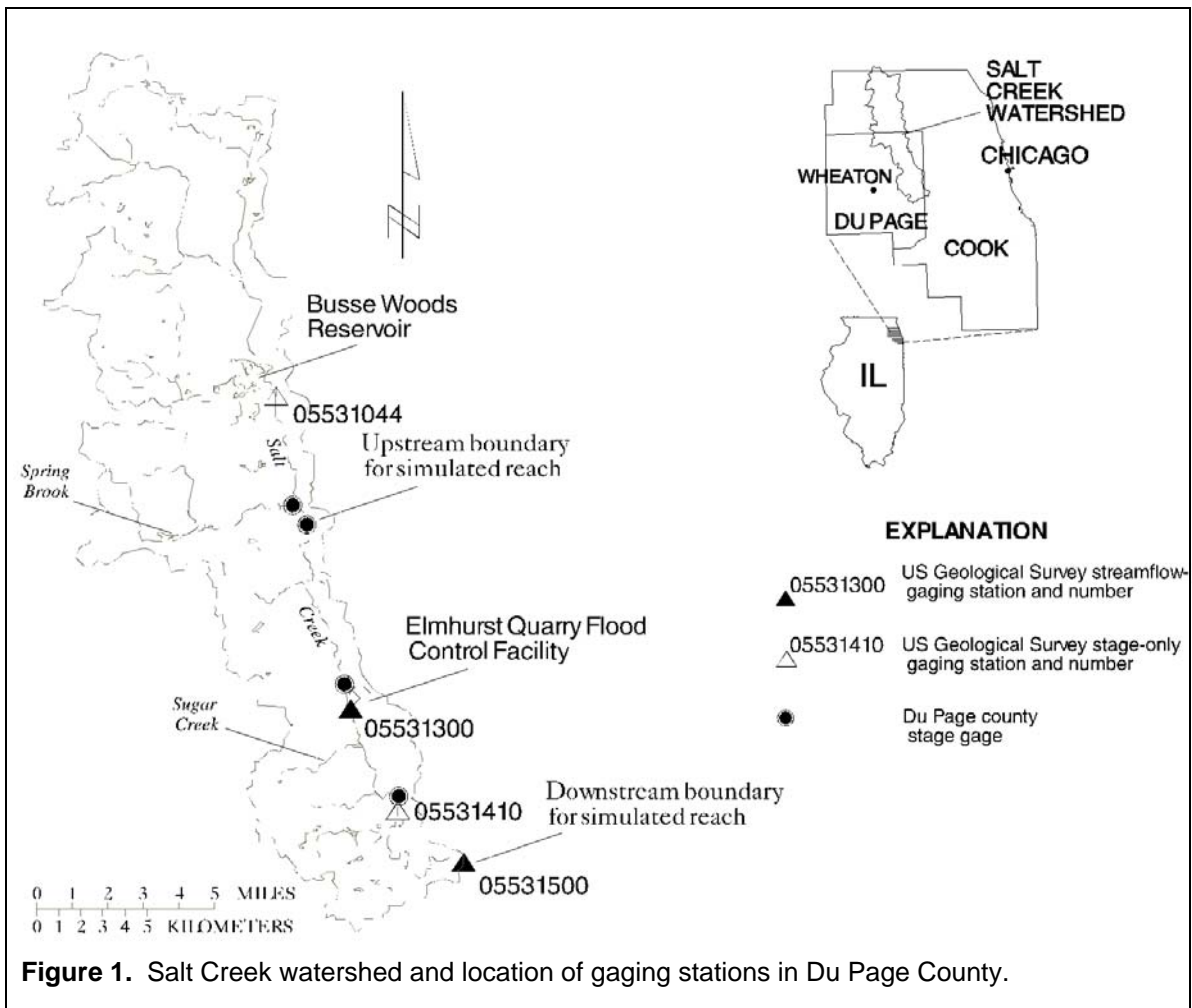 SALT
CREEK
WATERSHED
CHICAGO
WHEATON
DU PAGE
COOK
IL
N
Busse Woods
Reservoir
05531044
Salt
Upstream boundary
for simulated reach
Spring
Brook
Creek
Elmhurst Quarry Flood
Control Facility
Sugar
Creek
05531300
05531410
Downstream boundary
for simulated reach
05531500
EXPLANATION
05531300 US Geological Survey streamflow-
gaging station and number
05531410 US Geological Survey stage-only
gaging station and number
Du Page county
stage gage
0 1 2 3 4 5 MILES
0 1 2 3 4 5 KILOMETERS
Figure 1. Salt Creek watershed and location of gaging stations in Du Page County.